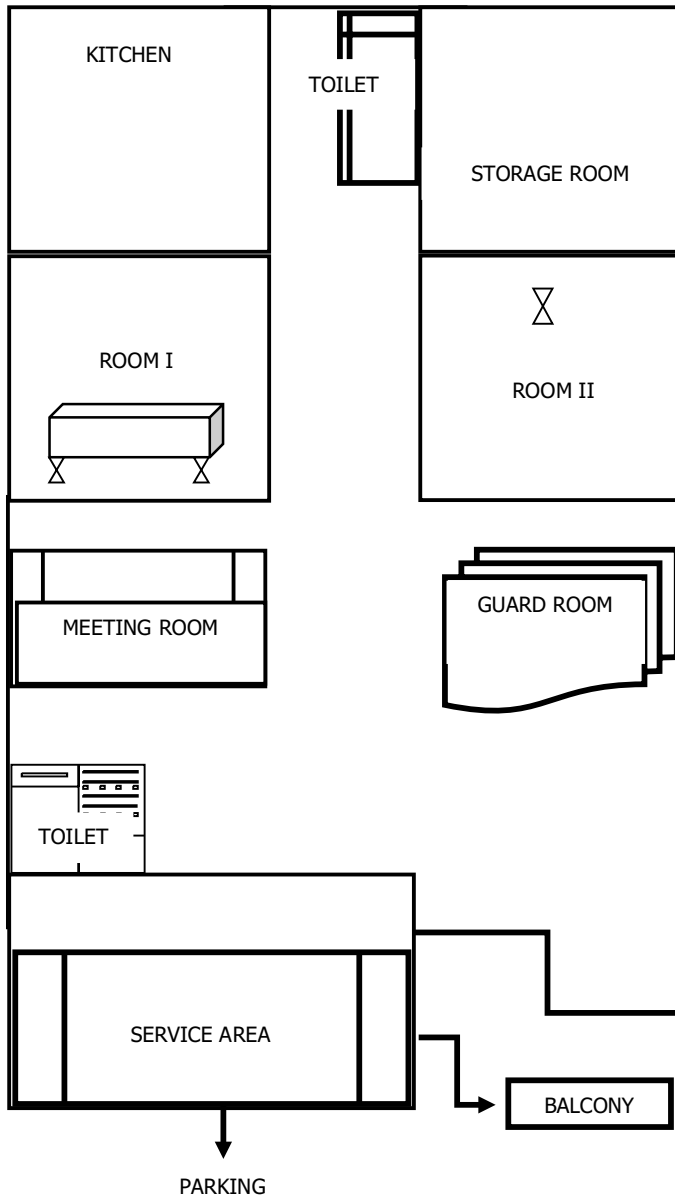 KITCHEN
TOILET
STORAGE ROOM
ROOM I
ROOM II
MEETING ROOM
GUARD ROOM
TOILET
SERVICE AREA
BALCONY
PARKING